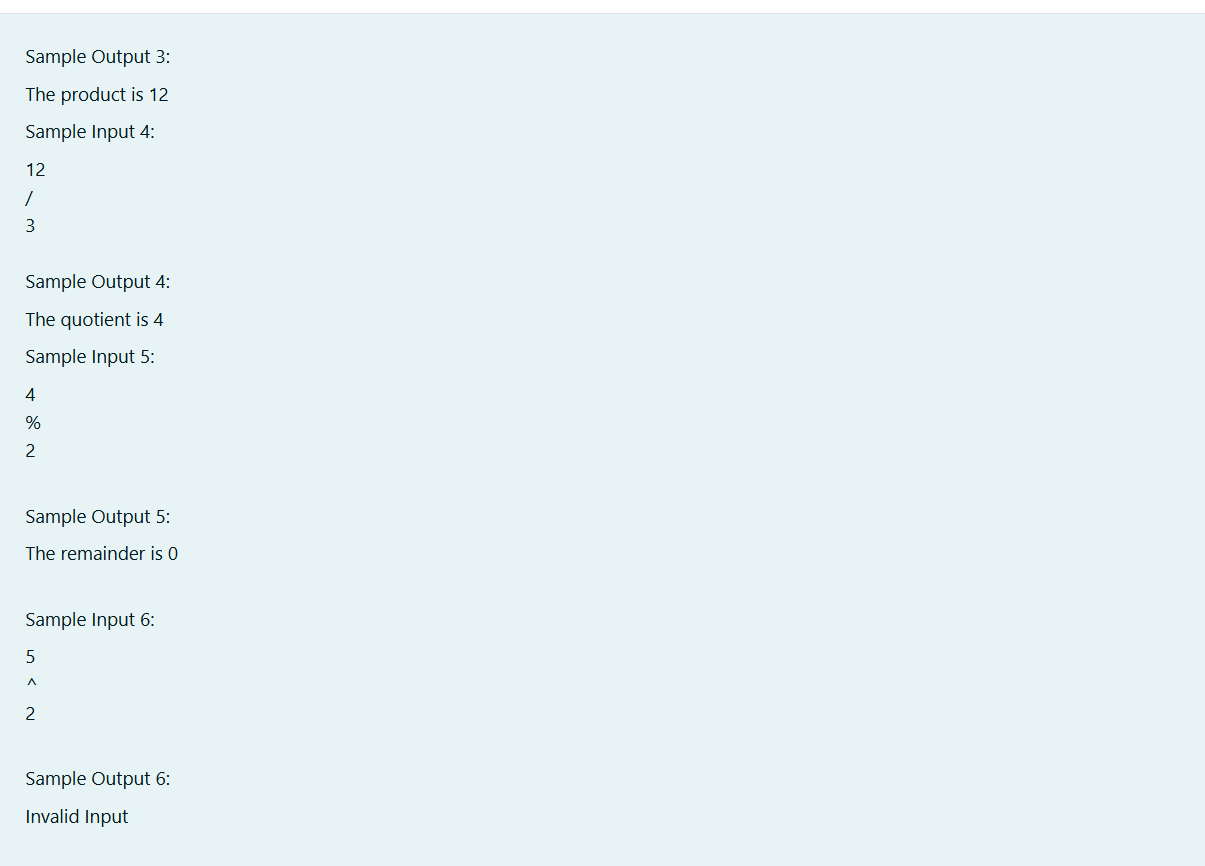 Sample Output 3:
The product is 12
Sample Input 4:
12
/
3
Sample Output 4:
The quotient is 4
Sample Input 5:
4
%
2
Sample Output 5:
The remainder is 0
Sample Input 6:
5
^
2
Sample Output 6:
Invalid Input